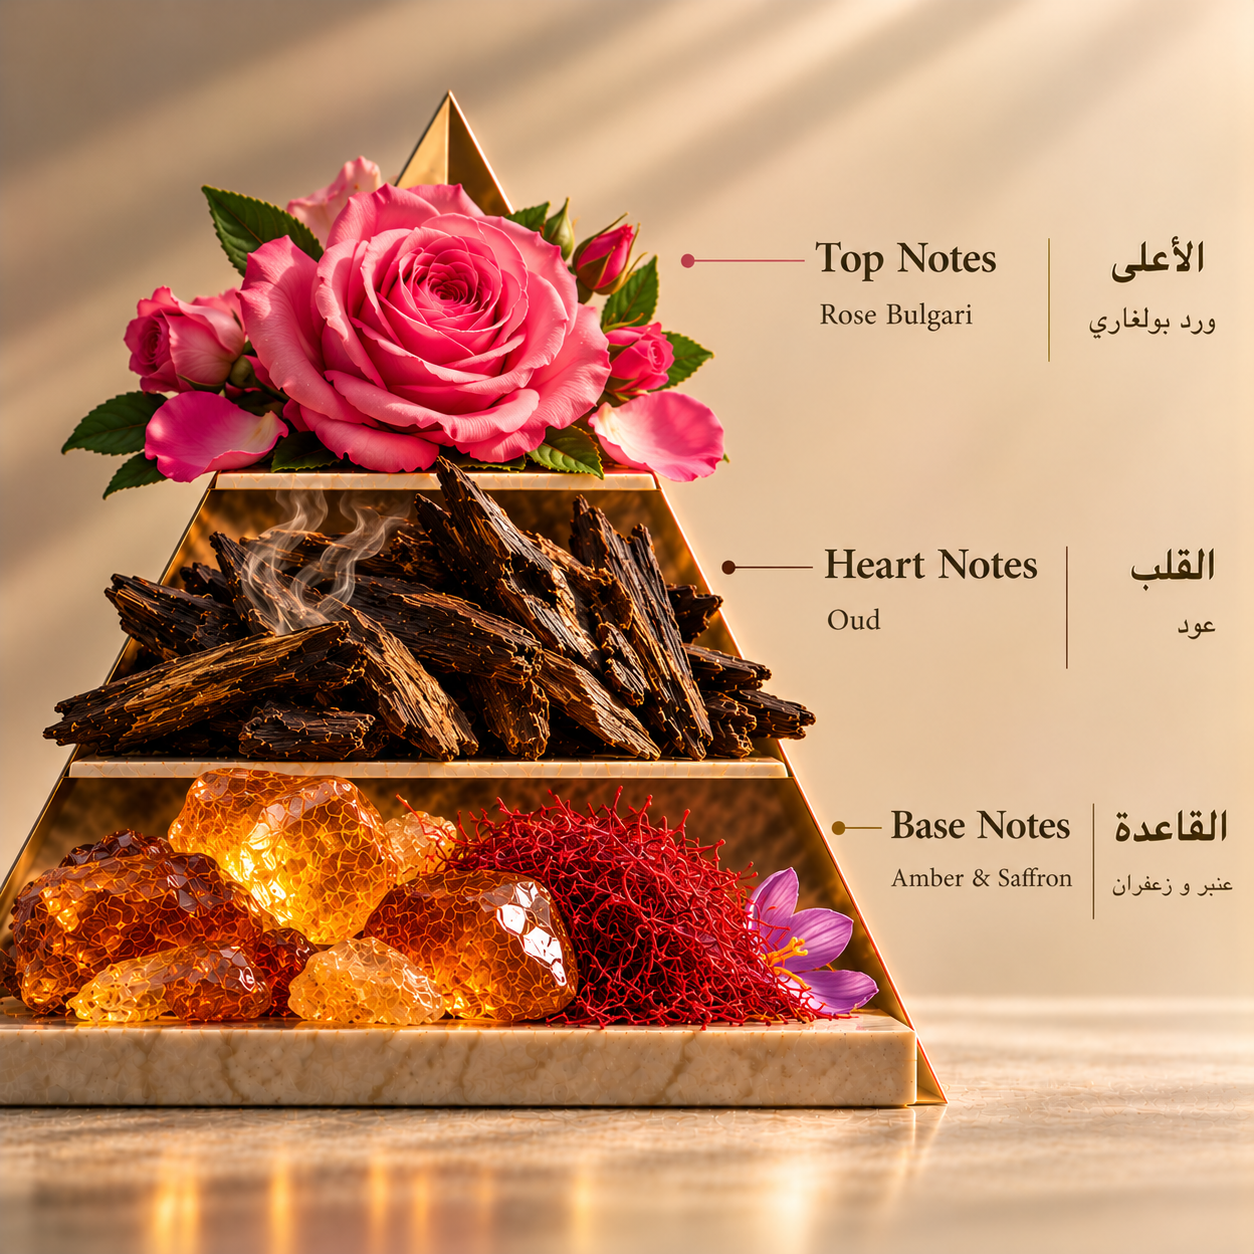 Top Notes
Rose Bulgari
الأعلى
ورد بولغاري
Heart Notes
Oud
القلب
عود
Base Notes
Amber & Saffron
القاعدة
عنبر و زعفران